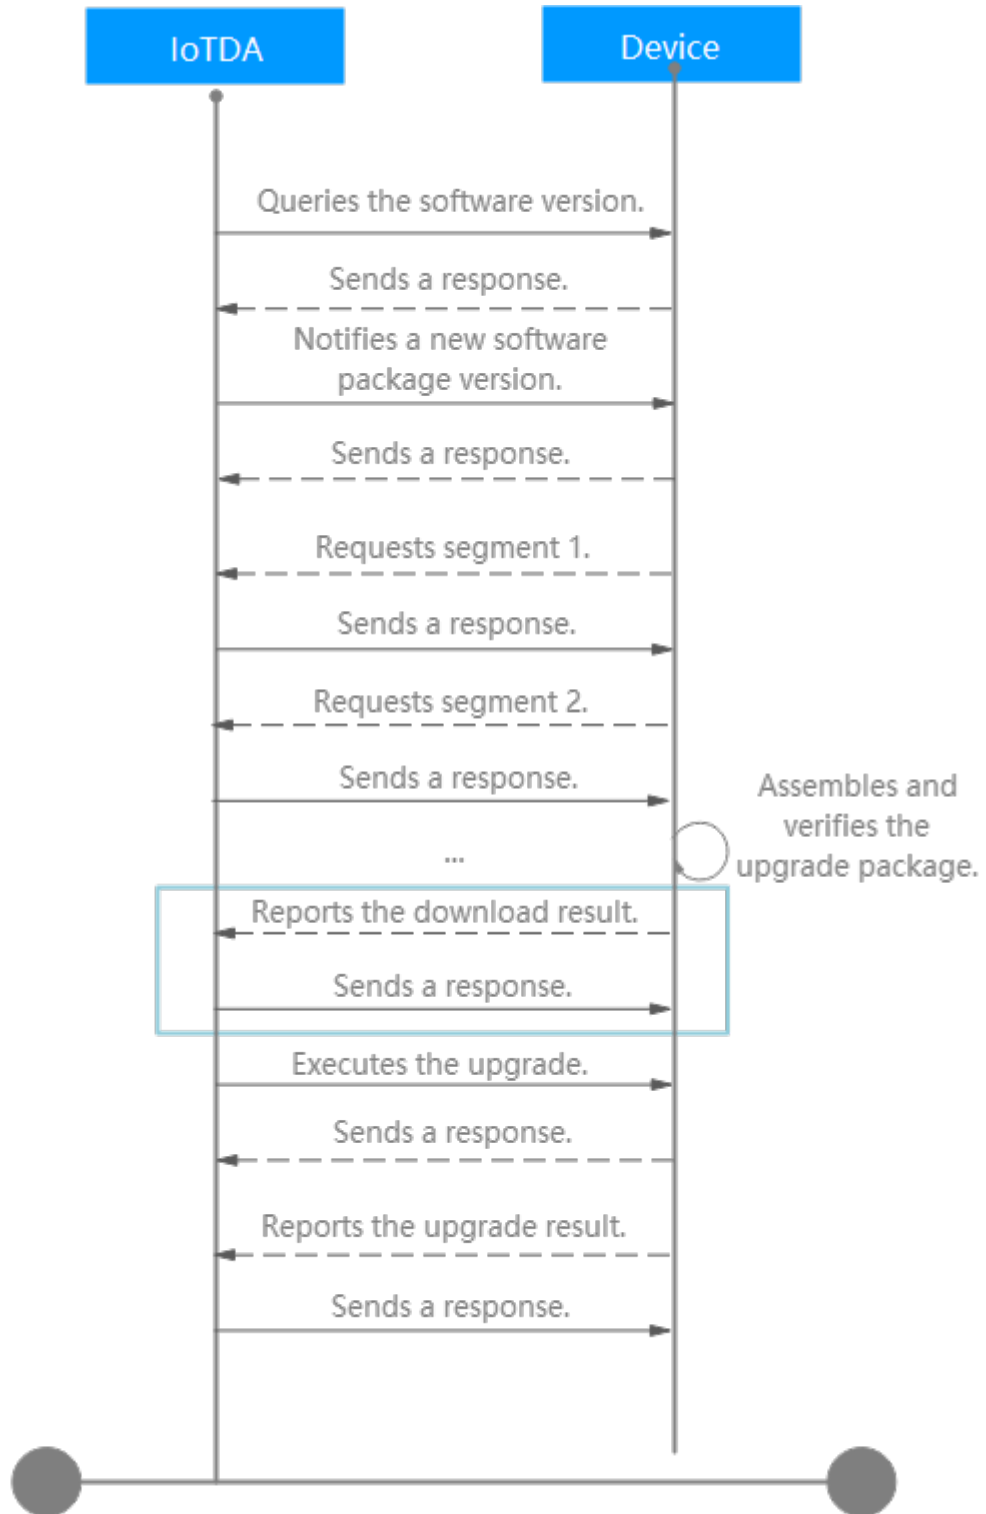 IoTDA
Device
Queries the software version.
Sends a response.
Notifies a new software
package version.
Sends a response.
Requests segment 1.
Sends a response.
Requests segment 2.
Sends a response.
Assembles and
verifies the
upgrade package.
...
Reports the download result.
Sends a response.
Executes the upgrade.
Sends a response.
Reports the upgrade result.
Sends a response.